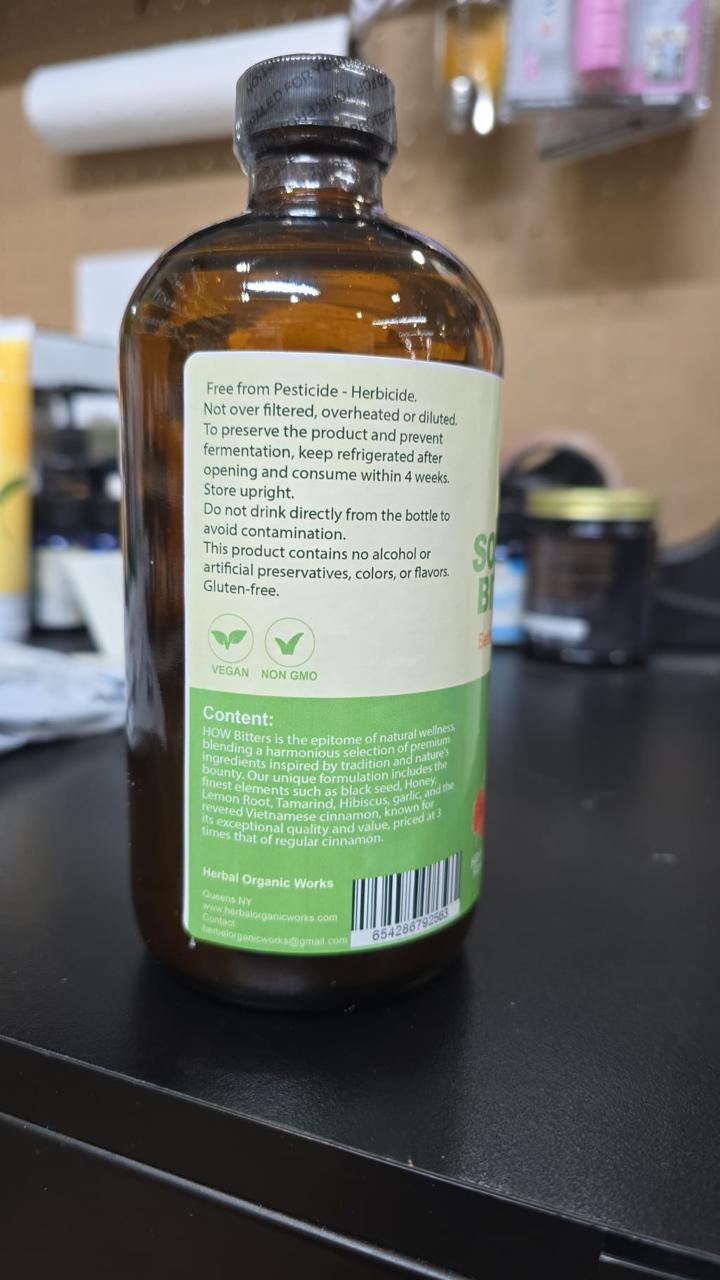 SEALED FOR YOUR
Free from Pesticide - Herbicide.
Not over filtered, overheated or diluted.
To preserve the product and prevent
fermentation, keep refrigerated after
opening and consume within 4 weeks.
Store upright.
Do not drink directly from the bottle to
avoid contamination.
This product contains no alcohol or
artificial preservatives, colors, or flavors.
Gluten-free.
VEGAN NON GMO
Content:
HOW Bitters is the epitome of natural wellness,
blending a harmonious selection of premium
ingredients inspired by tradition and nature's
bounty. Our unique formulation includes the
finest elements such as black seed, Honey,
Lemon Root, Tamarind, Hibiscus, garlic, and the
revered Vietnamese cinnamon, known for
its exceptional quality and value, priced at 3
times that of regular cinnamon.
Herbal Organic Works
Queens NY
www.herbalorganicworks.com
Contact:
herbalorganicworks@gmail.com
654286792563